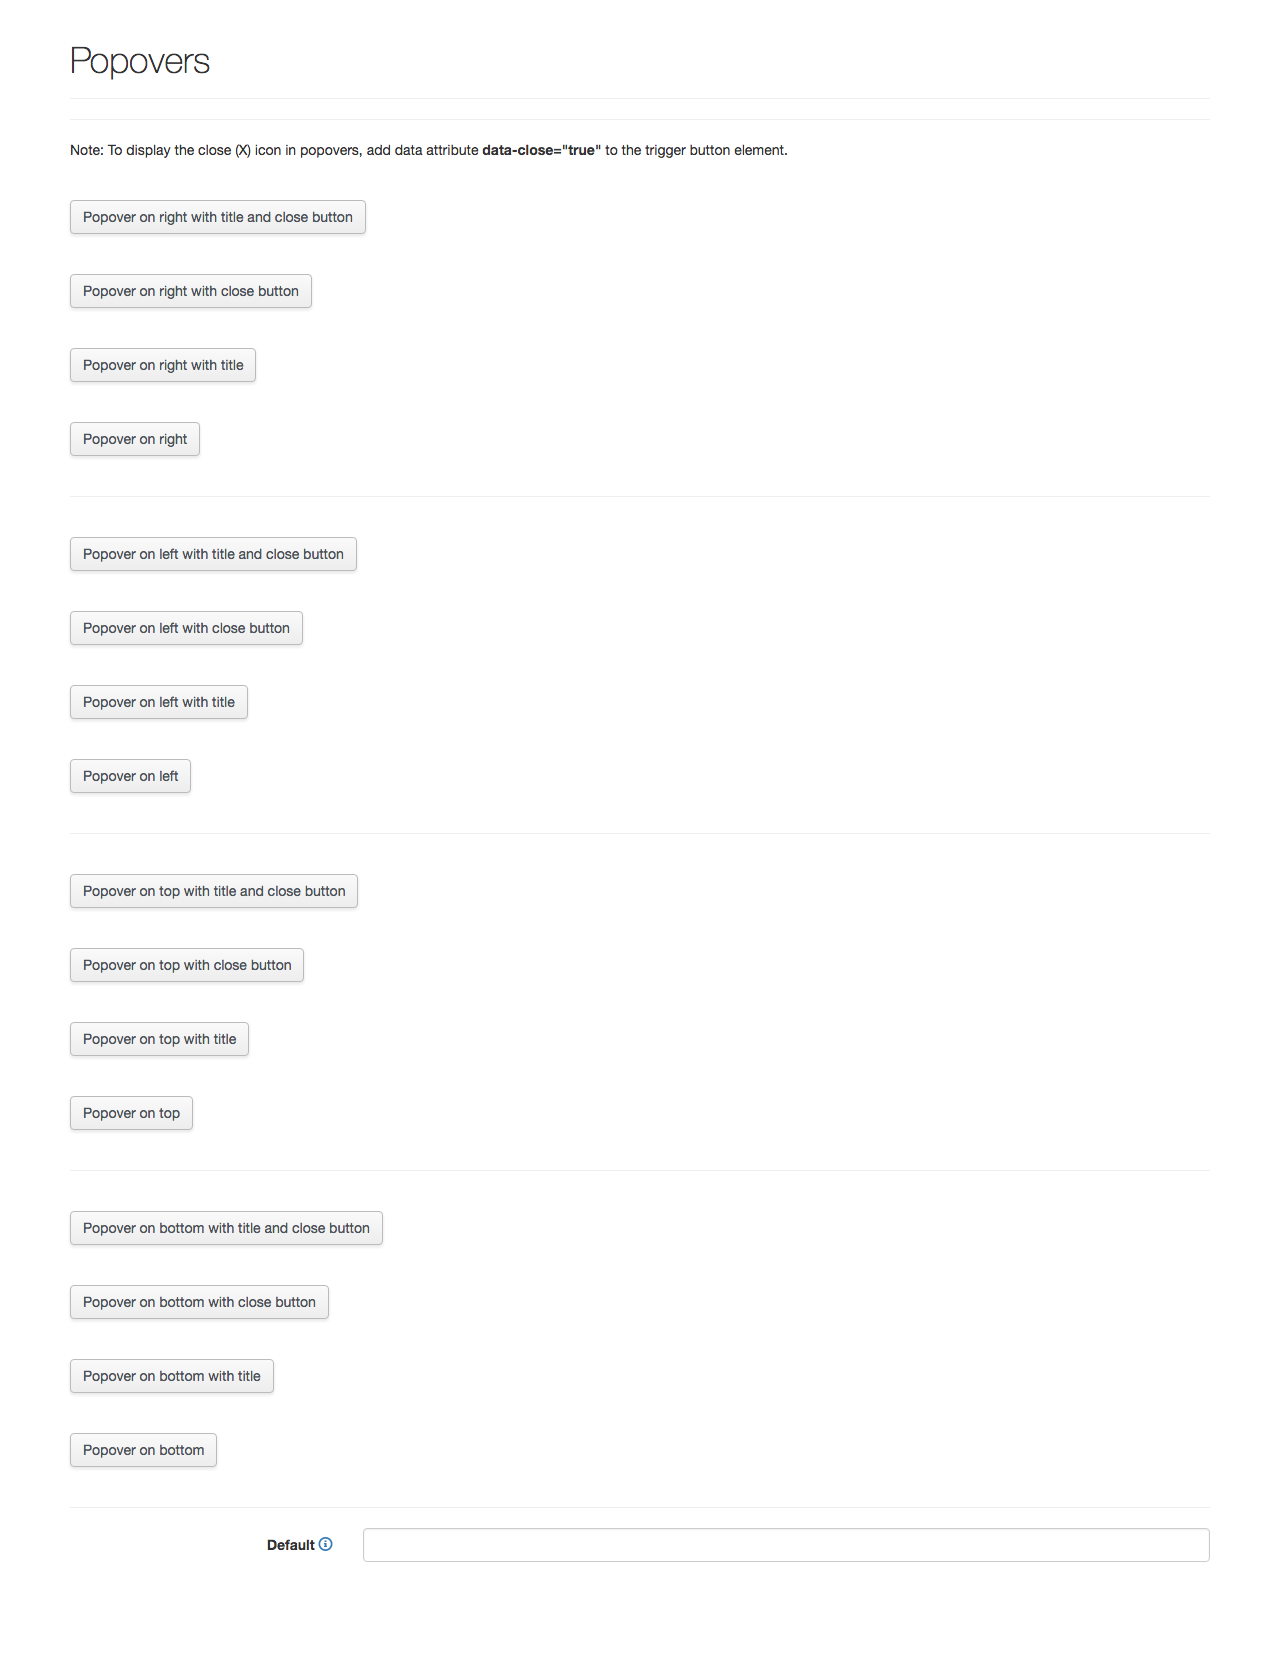 Popovers
Note: To display the close (X) icon in popovers, add data attribute data-close="true" to the trigger button element.
Popover on right with title and close button
Popover on right with close button
Popover on right with title
Popover on right
Popover on left with title and close button
Popover on left with close button
Popover on left with title
Popover on left
Popover on top with title and close button
Popover on top with close button
Popover on top with title
Popover on top
Popover on bottom with title and close button
Popover on bottom with close button
Popover on bottom with title
Popover on bottom
Default